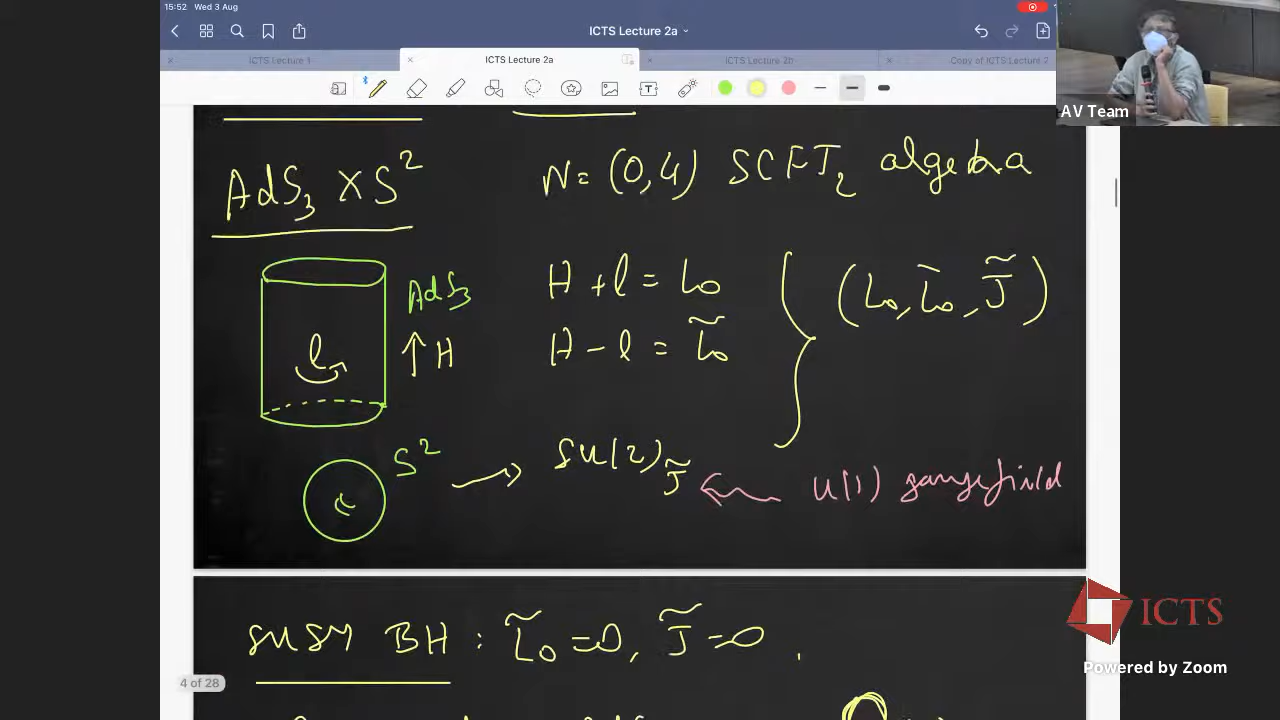 15:52 Wed 3 Aug
ICTS Lecture 2a
ICTS Lecture 1
ICTS Lecture 2a
ICTS Lecture 2b
Copy of ICTS Lecture 2
AV Team
AdS₃ × S²
N = (0,4) SCFT₂ algebra
AdS₃
↑ H
l
H + l = L₀
H - l = L̃₀
(L₀, L̄₀, J̃)
S²
SU(2)_J̃
U(1) gauge field
SUSY BH : L̃₀ = 0, J̃ = 0 .
4 of 28
ICTS
Powered by Zoom